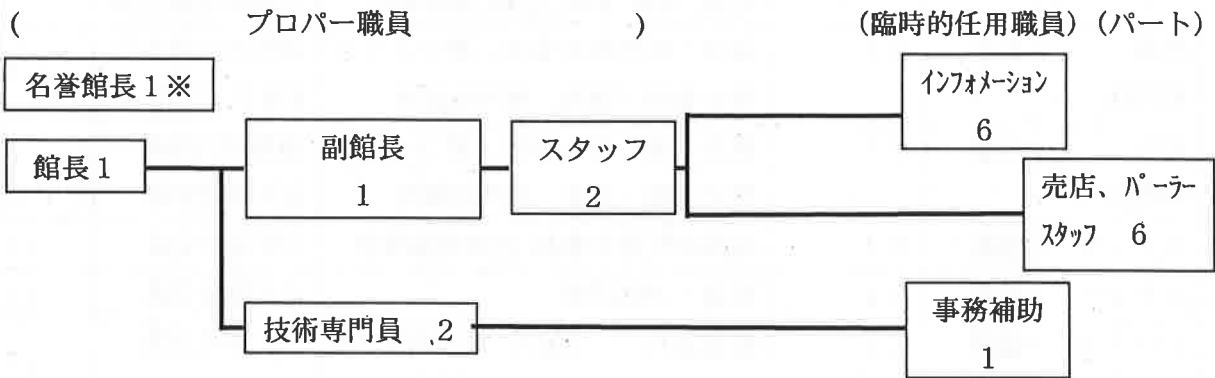 ( プロパー職員 ) (臨時的任用職員) (パート)
名誉館長1※
館長1
副館長
1
スタッフ
2
インフォメーション
6
売店、パーラー
スタッフ 6
技術専門員 2
事務補助
1